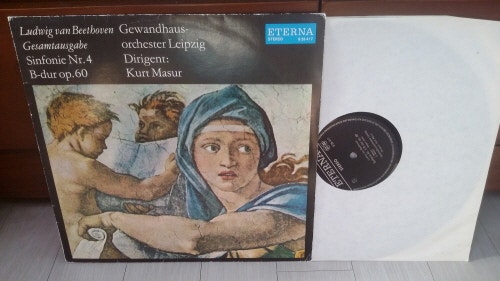 Ludwig van Beethoven
Gesamtausgabe
Sinfonie Nr. 4
B-dur op. 60
Gewandhaus-
orchester Leipzig
Dirigent:
Kurt Masur
ETERNA
STEREO
ETERNA
STEREO